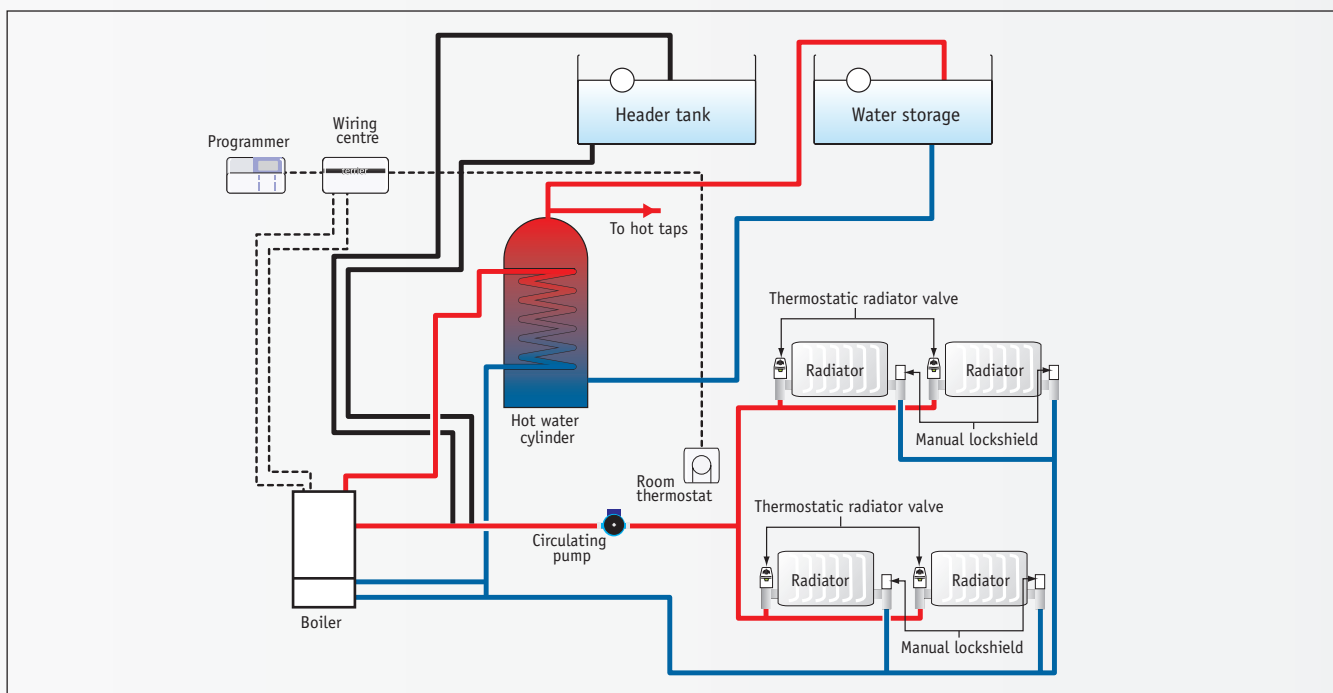 Header tank
Water storage
Programmer
Wiring
centre
terrier
To hot taps
Hot water
cylinder
Thermostatic radiator valve
Radiator
Radiator
Manual lockshield
Room
thermostat
Thermostatic radiator valve
Circulating
pump
Radiator
Radiator
Manual lockshield
Boiler